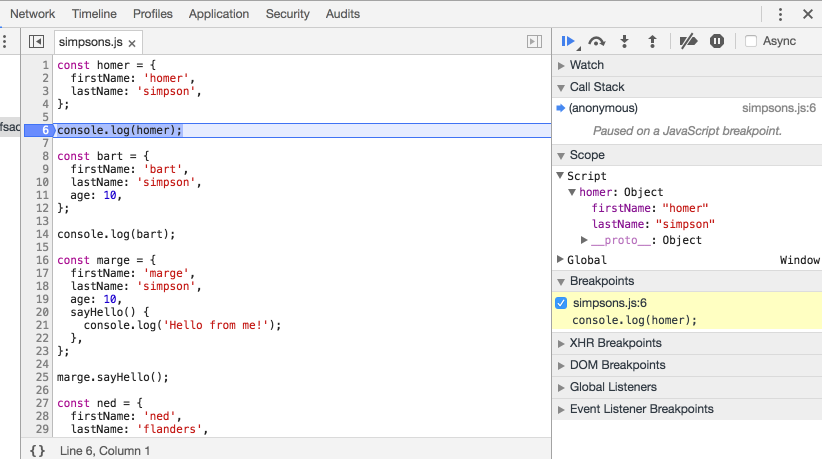 Network Timeline Profiles Application Security Audits
simpsons.js
Async
1 const homer = {
2 firstName: 'homer',
3 lastName: 'simpson',
4 };
5
6 console.log(homer);
7
8 const bart = {
9 firstName: 'bart',
10 lastName: 'simpson',
11 age: 10,
12 };
13
14 console.log(bart);
15
16 const marge = {
17 firstName: 'marge',
18 lastName: 'simpson',
19 age: 10,
20 sayHello() {
21 console.log('Hello from me!');
22 },
23 };
24
25 marge.sayHello();
26
27 const ned = {
28 firstName: 'ned',
29 lastName: 'flanders',
{} Line 6, Column 1
fsad
Watch
Call Stack
(anonymous) simpsons.js:6
Paused on a JavaScript breakpoint.
Scope
Script
homer: Object
firstName: "homer"
lastName: "simpson"
__proto__: Object
Global Window
Breakpoints
simpsons.js:6
console.log(homer);
XHR Breakpoints
DOM Breakpoints
Global Listeners
Event Listener Breakpoints